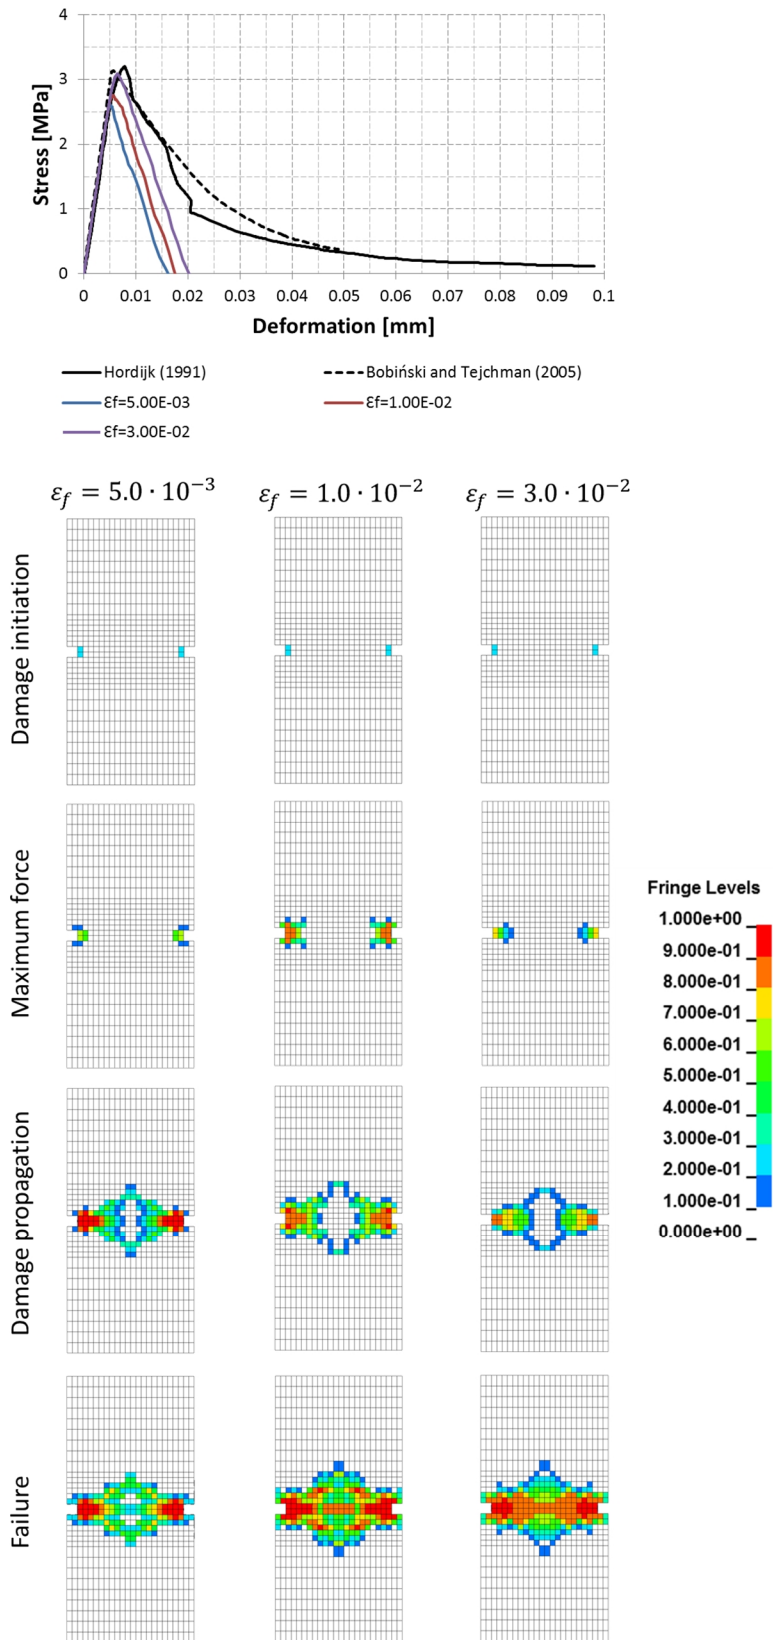 4
3
2
1
0
Stress [MPa]
0 0.01 0.02 0.03 0.04 0.05 0.06 0.07 0.08 0.09 0.1
Deformation [mm]
Hordijk (1991) Bobiński and Tejchman (2005)
Ɛf=5.00E-03 Ɛf=1.00E-02
Ɛf=3.00E-02
𝜀𝑓 = 5.0 · 10⁻³ 𝜀𝑓 = 1.0 · 10⁻² 𝜀𝑓 = 3.0 · 10⁻²
Damage initiation
Maximum force
Fringe Levels
1.000e+00
9.000e-01
8.000e-01
7.000e-01
6.000e-01
5.000e-01
4.000e-01
3.000e-01
2.000e-01
1.000e-01
0.000e+00
Damage propagation
Failure